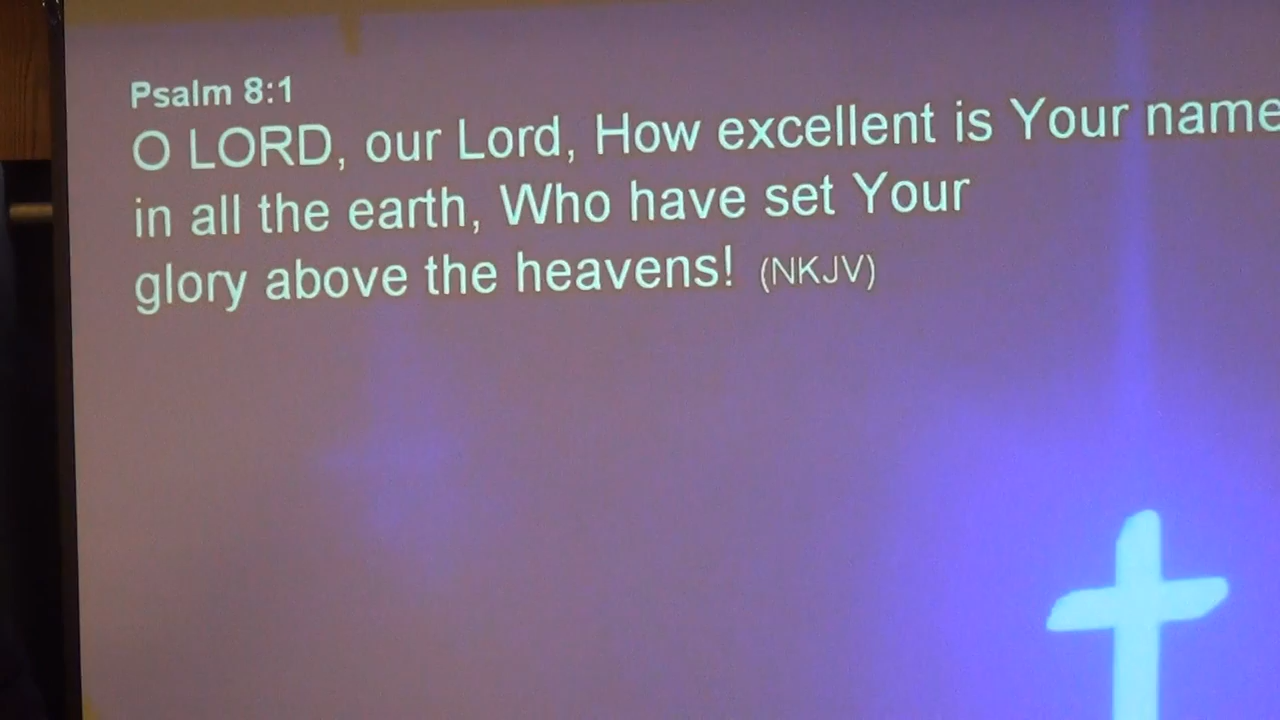 Psalm 8:1
O LORD, our Lord, How excellent is Your name
in all the earth, Who have set Your
glory above the heavens! (NKJV)